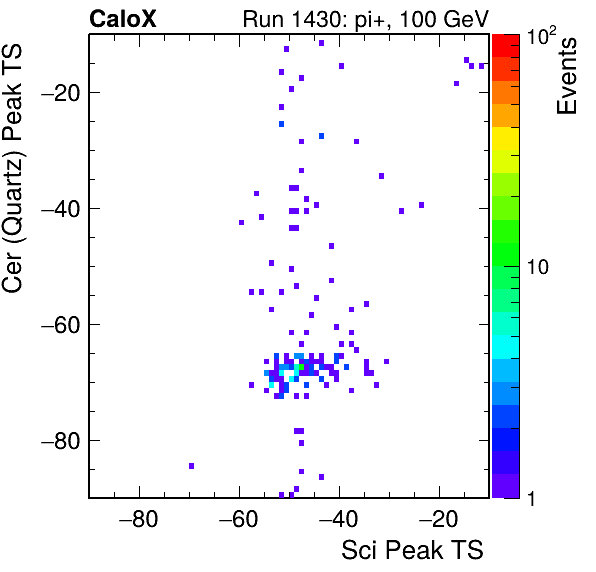 CaloX Run 1430: pi+, 100 GeV
Cer (Quartz) Peak TS
−20
−40
−60
−80
−80 −60 −40 −20
Sci Peak TS
Events
10²
10
1